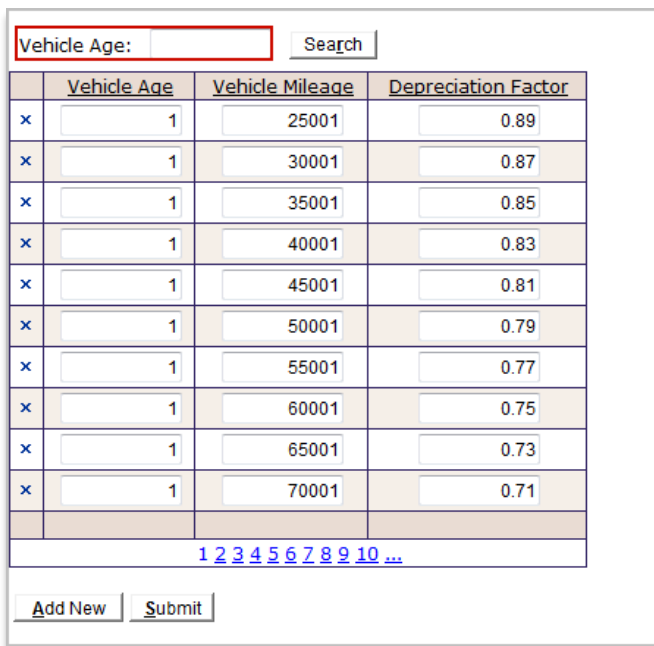 Vehicle Age: Search
Vehicle Age Vehicle Mileage Depreciation Factor
× 1 25001 0.89
× 1 30001 0.87
× 1 35001 0.85
× 1 40001 0.83
× 1 45001 0.81
× 1 50001 0.79
× 1 55001 0.77
× 1 60001 0.75
× 1 65001 0.73
× 1 70001 0.71
1 2 3 4 5 6 7 8 9 10 ...
Add New Submit